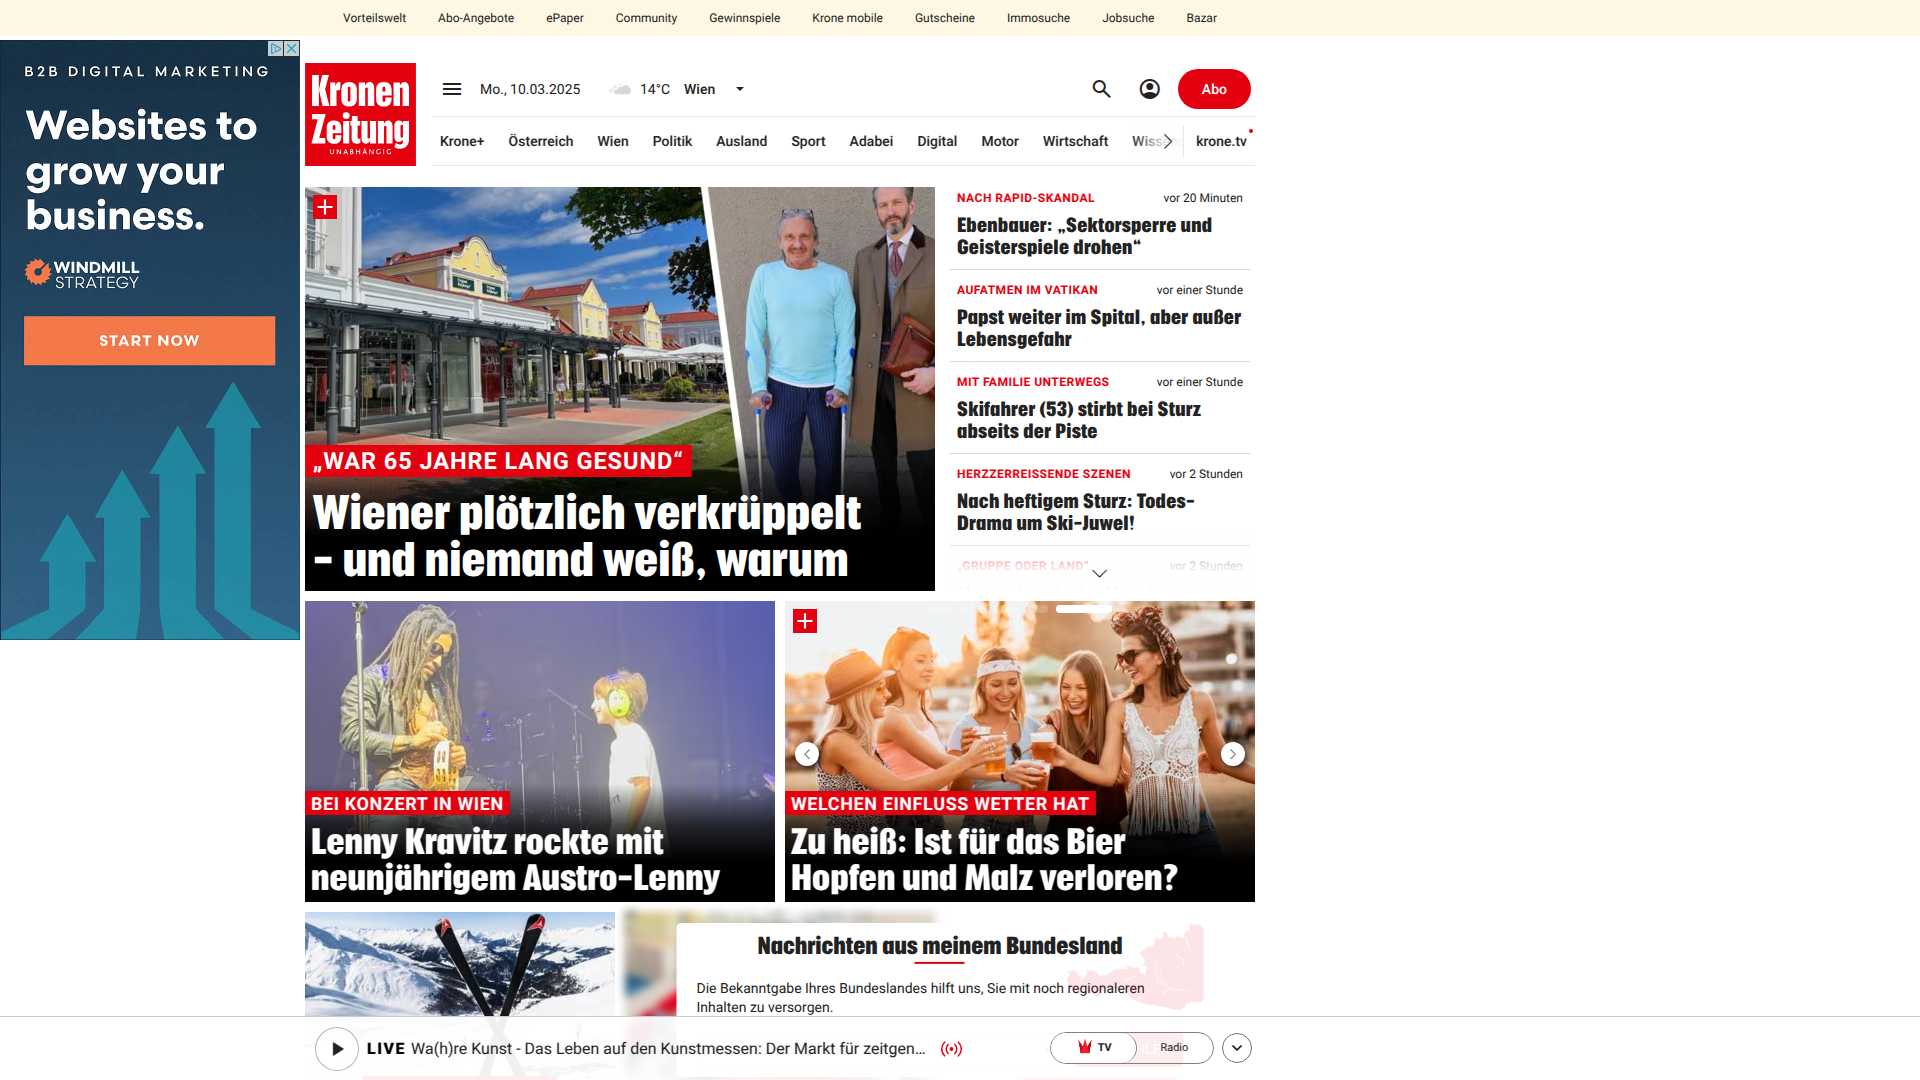 Vorteilswelt Abo-Angebote ePaper Community Gewinnspiele Krone mobile Gutscheine Immosuche Jobsuche Bazar
B2B DIGITAL MARKETING
Websites to
grow your
business.
WINDMILL
STRATEGY
START NOW
Kronen
Zeitung
UNABHÄNGIG
Mo., 10.03.2025 14°C Wien
Abo
Krone+ Österreich Wien Politik Ausland Sport Adabei Digital Motor Wirtschaft krone.tv
„WAR 65 JAHRE LANG GESUND“
Wiener plötzlich verkrüppelt
– und niemand weiß, warum
NACH RAPID-SKANDAL vor 20 Minuten
Ebenbauer: „Sektorsperre und
Geisterspiele drohen“
AUFATMEN IM VATIKAN vor einer Stunde
Papst weiter im Spital, aber außer
Lebensgefahr
MIT FAMILIE UNTERWEGS vor einer Stunde
Skifahrer (53) stirbt bei Sturz
abseits der Piste
HERZZERREISSENDE SZENEN vor 2 Stunden
Nach heftigem Sturz: Todes-
Drama um Ski-Juwel!
„GRUPPE ODER LAND“ vor 2 Stunden
BEI KONZERT IN WIEN
Lenny Kravitz rockte mit
neunjährigem Austro-Lenny
WELCHEN EINFLUSS WETTER HAT
Zu heiß: Ist für das Bier
Hopfen und Malz verloren?
Nachrichten aus meinem Bundesland
Die Bekanntgabe Ihres Bundeslandes hilft uns, Sie mit noch regionaleren
Inhalten zu versorgen.
LIVE Wa(h)re Kunst - Das Leben auf den Kunstmessen: Der Markt für zeitgen...
TV Radio